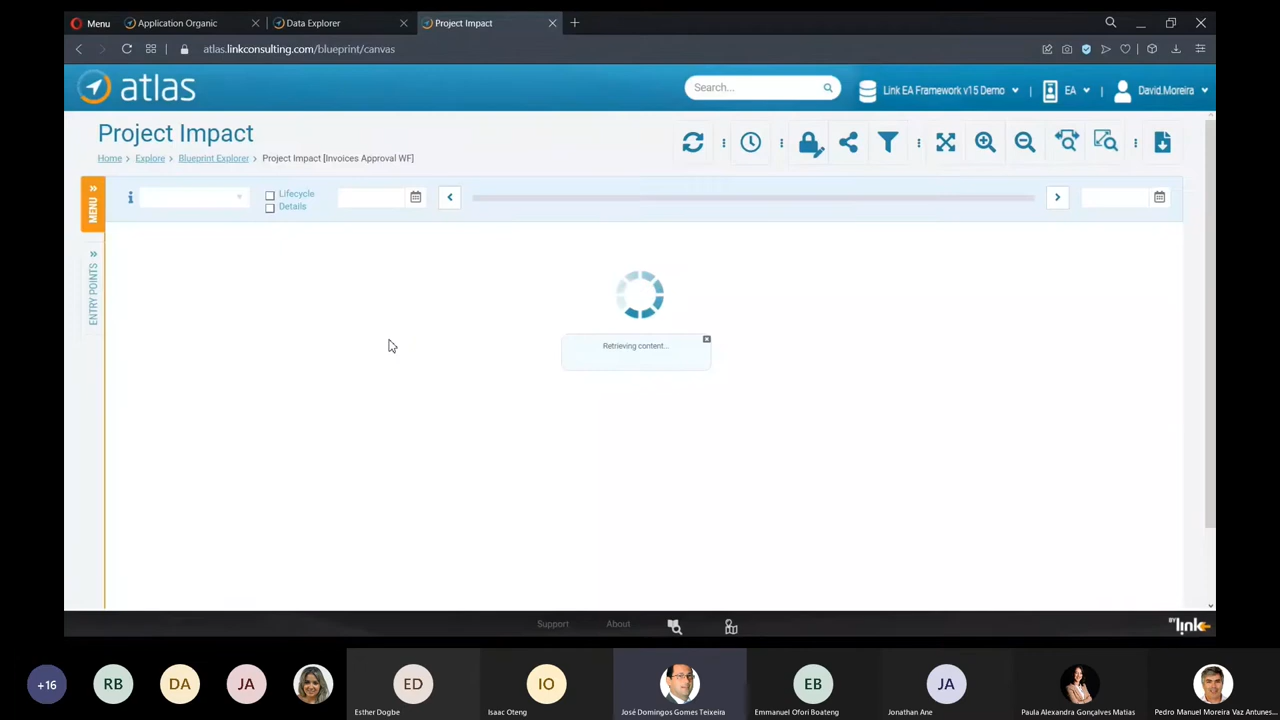 Menu
Application Organic
Data Explorer
Project Impact
atlas.linkconsulting.com/blueprint/canvas
atlas
Search...
Link EA Framework v15 Demo
EA
David.Moreira
Project Impact
Home > Explore > Blueprint Explorer > Project Impact [Invoices Approval WF]
MENU
Lifecycle
Details
ENTRY POINTS
Retrieving content...
Support
About
BY link
+16
RB
DA
JA
ED
IO
EB
JA
Esther Dogbe
Isaac Oteng
José Domingos Gomes Teixeira
Emmanuel Ofori Boateng
Jonathan Ane
Paula Alexandra Gonçalves Matias
Pedro Manuel Moreira Vaz Antunes...